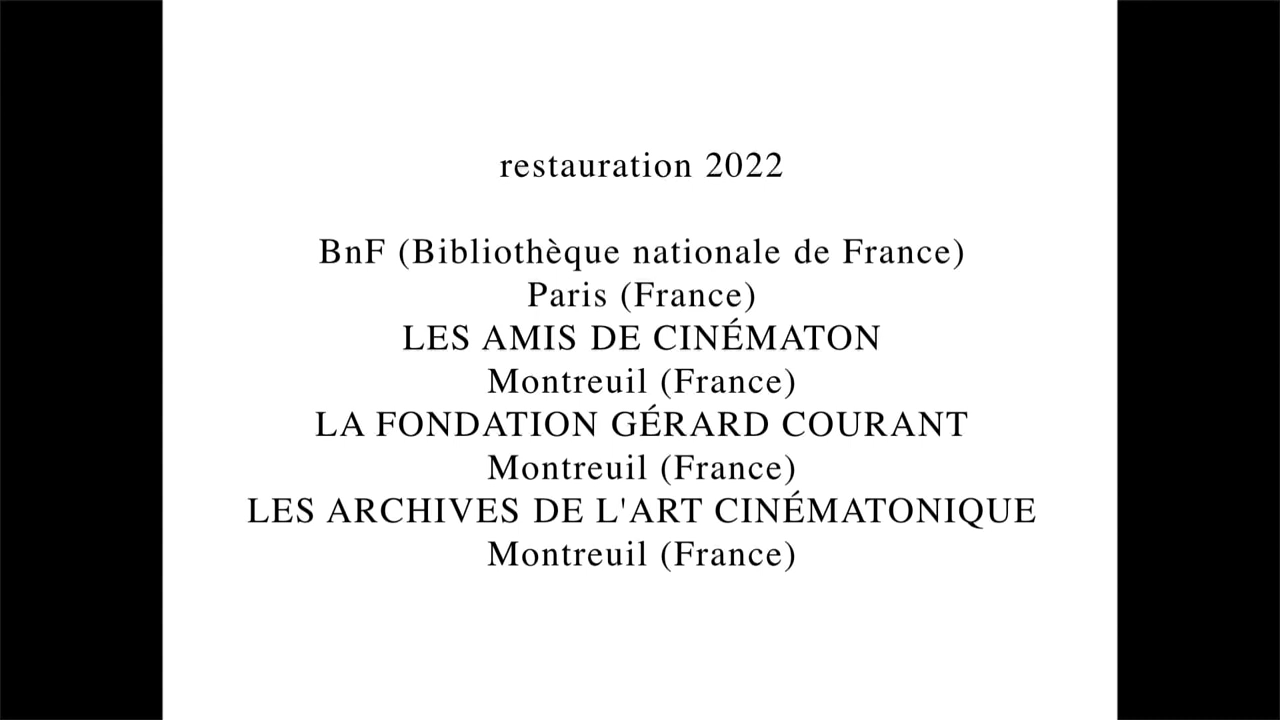 restauration 2022
BnF (Bibliothèque nationale de France)
Paris (France)
LES AMIS DE CINÉMATON
Montreuil (France)
LA FONDATION GÉRARD COURANT
Montreuil (France)
LES ARCHIVES DE L'ART CINÉMATONIQUE
Montreuil (France)